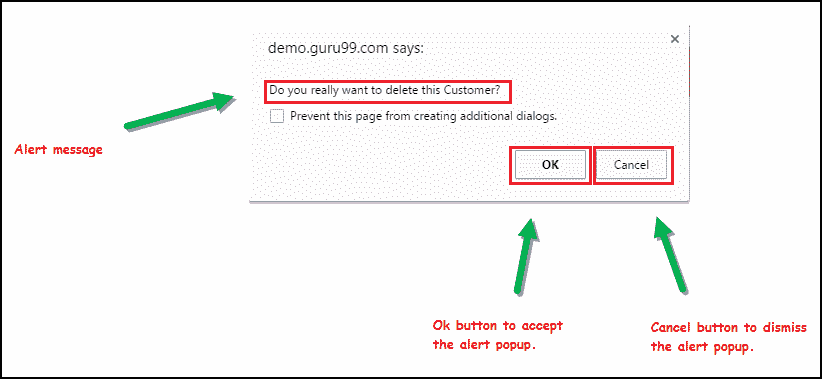 demo.guru99.com says:
Do you really want to delete this Customer?
Prevent this page from creating additional dialogs.
Alert message
OK
Cancel
Ok button to accept
the alert popup.
Cancel button to dismiss
the alert popup.